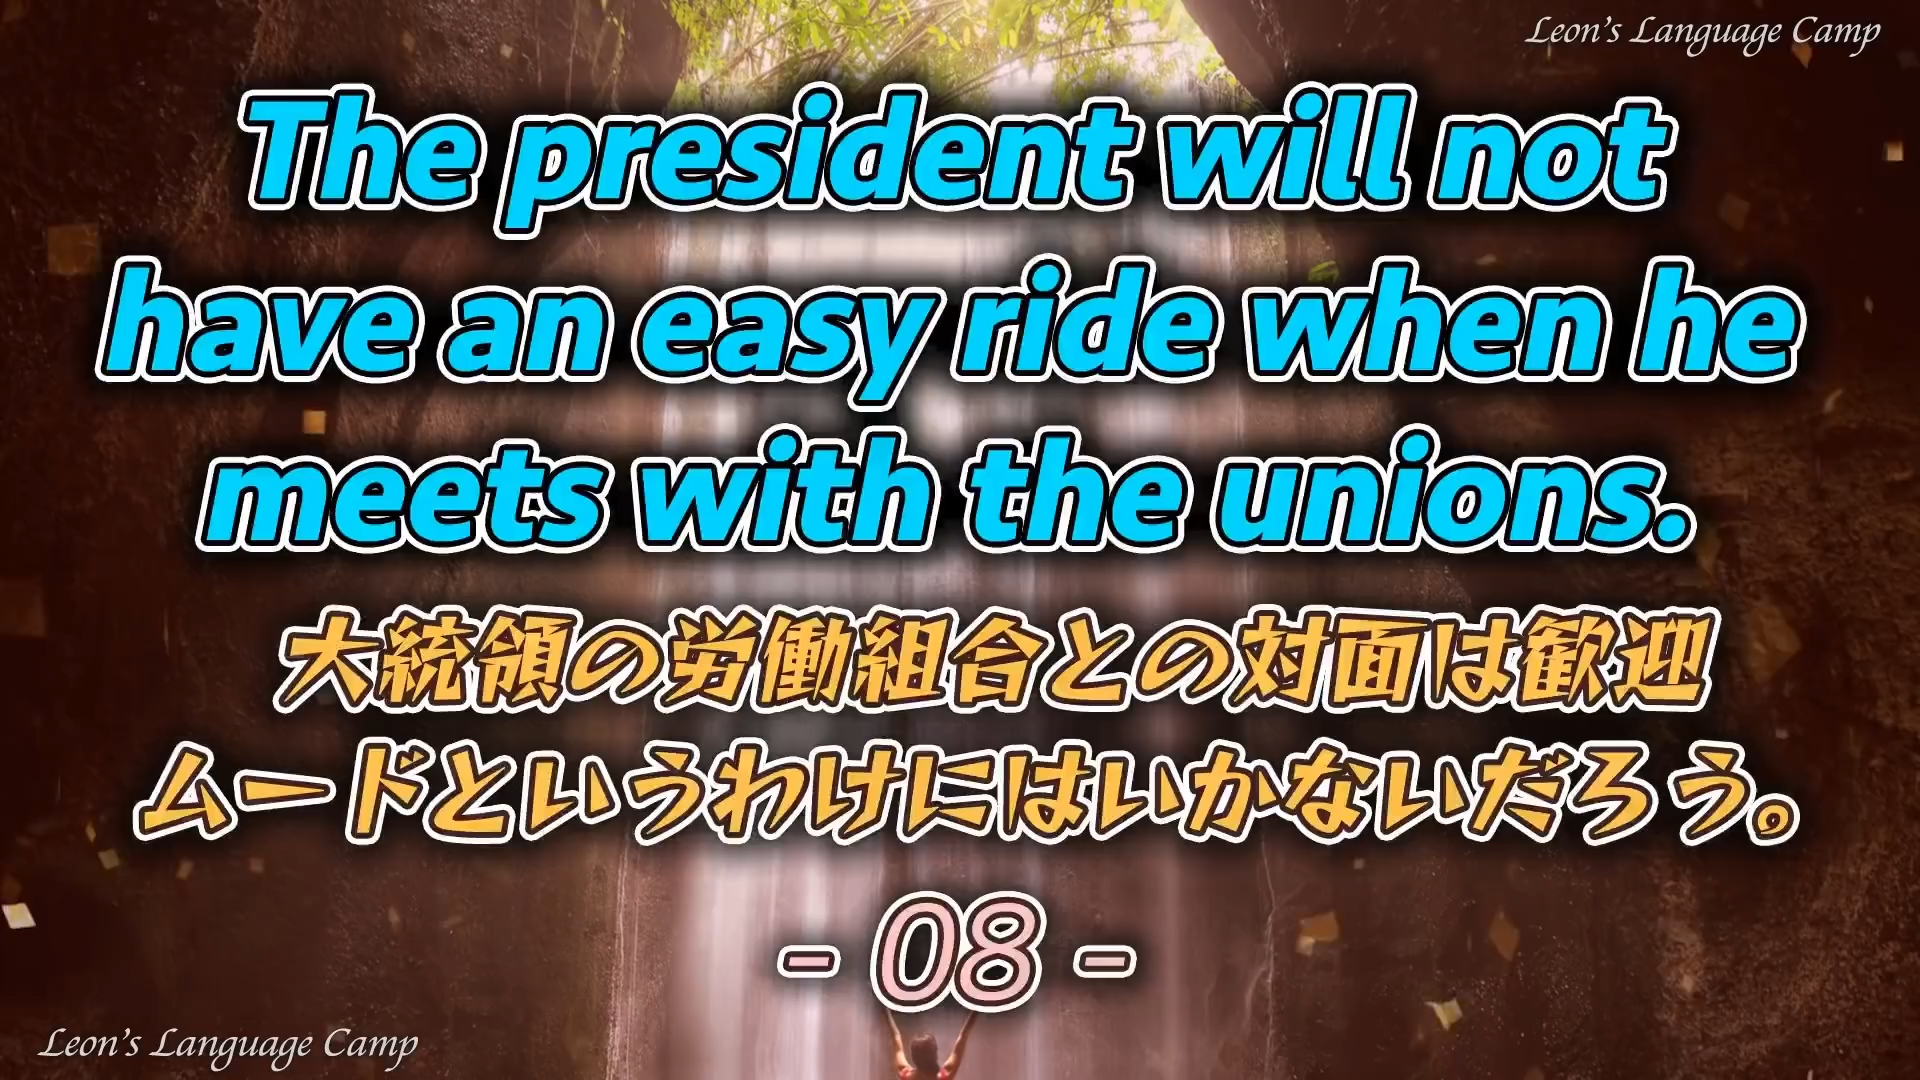 Leon's Language Camp
The president will not
have an easy ride when he
meets with the unions.
大統領の労働組合との対面は歓迎
ムードというわけにはいかないだろう。
- 08 -
Leon's Language Camp